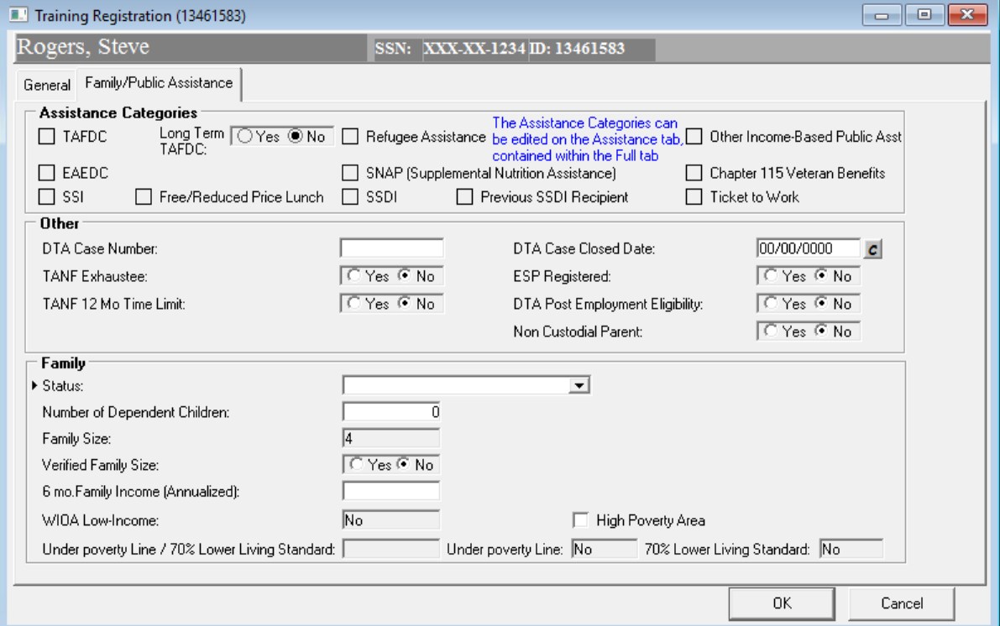 Training Registration (13461583)
Rogers, Steve SSN: XXX-XX-1234 ID: 13461583
General Family/Public Assistance
Assistance Categories
TAFDC Long Term TAFDC: Yes No Refugee Assistance
The Assistance Categories can
be edited on the Assistance tab,
contained within the Full tab
Other Income-Based Public Asst
EAEDC SNAP (Supplemental Nutrition Assistance) Chapter 115 Veteran Benefits
SSI Free/Reduced Price Lunch SSDI Previous SSDI Recipient Ticket to Work
Other
DTA Case Number: DTA Case Closed Date: 00/00/0000 C
TANF Exhaustee: Yes No ESP Registered: Yes No
TANF 12 Mo Time Limit: Yes No DTA Post Employment Eligibility: Yes No
Non Custodial Parent: Yes No
Family
Status:
Number of Dependent Children: 0
Family Size: 4
Verified Family Size: Yes No
6 mo.Family Income (Annualized):
WIOA Low-Income: No High Poverty Area
Under poverty Line / 70% Lower Living Standard: Under poverty Line: No 70% Lower Living Standard: No
OK Cancel